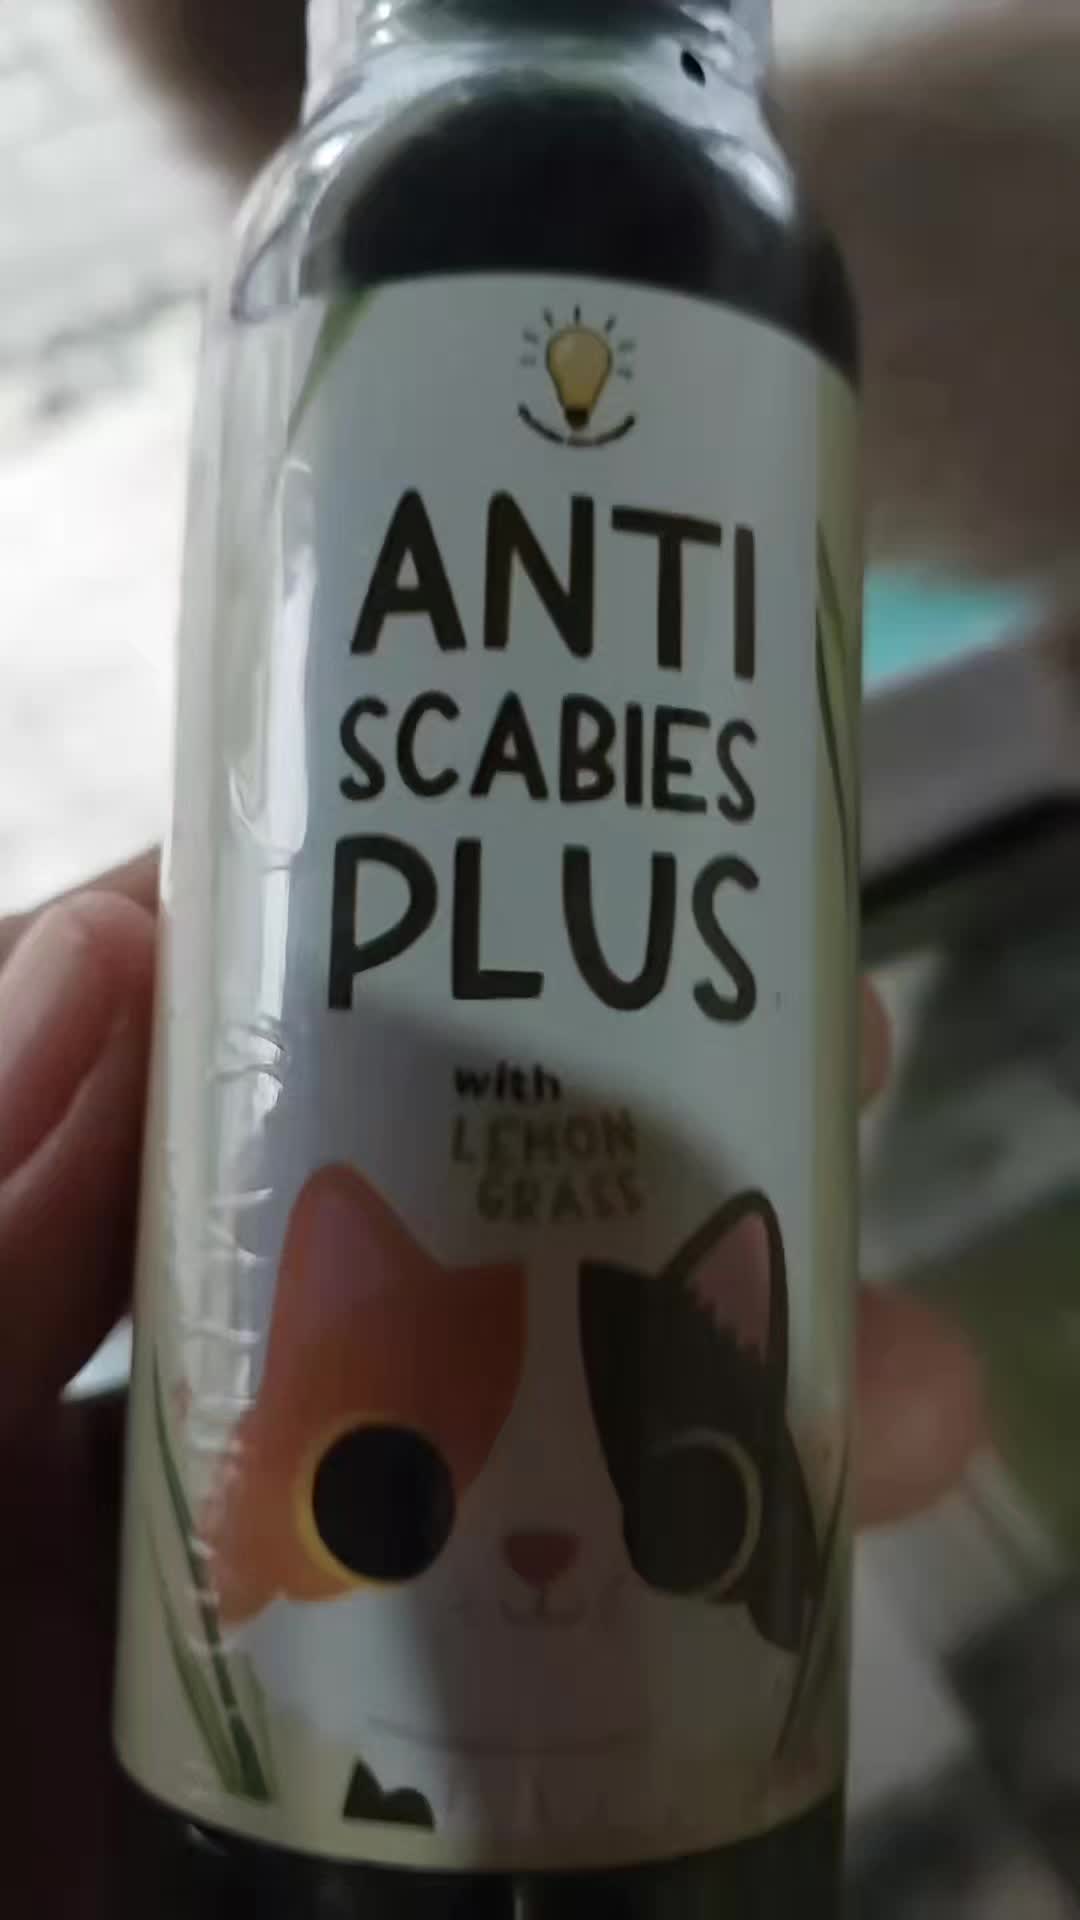 ANTI
SCABIES
PLUS
with
LEMON
GRASS